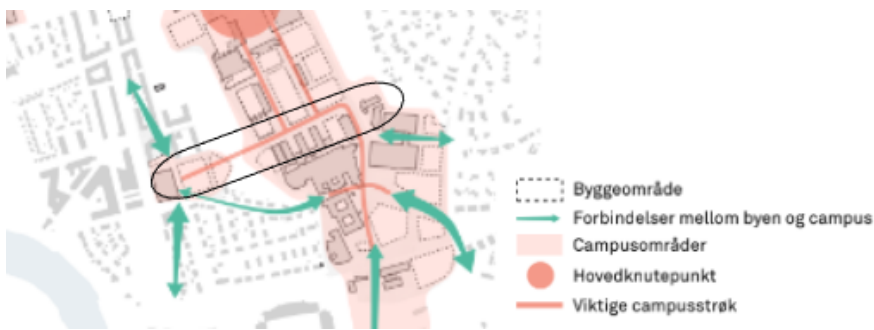 Byggeområde
Forbindelser mellom byen og campus
Campusområder
Hovedknutepunkt
Viktige campusstrøk